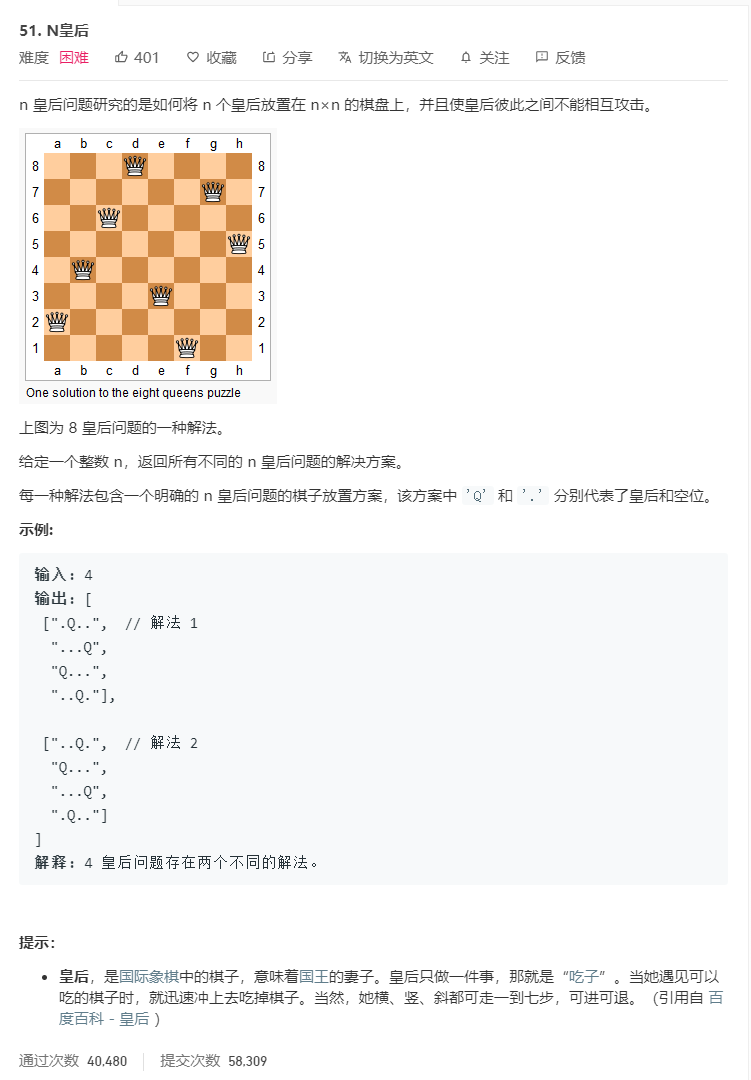 51. N皇后
难度 困难 401 收藏 分享 切换为英文 关注 反馈
n 皇后问题研究的是如何将 n 个皇后放置在 n×n 的棋盘上，并且使皇后彼此之间不能相互攻击。
a b c d e f g h
8 8
7 7
6 6
5 5
4 4
3 3
2 2
1 1
a b c d e f g h
One solution to the eight queens puzzle
上图为 8 皇后问题的一种解法。
给定一个整数 n，返回所有不同的 n 皇后问题的解决方案。
每一种解法包含一个明确的 n 皇后问题的棋子放置方案，该方案中 'Q' 和 '.' 分别代表了皇后和空位。
示例:
输入: 4
输出: [
[".Q..", // 解法 1
"...Q",
"Q...",
"..Q."],
["..Q.", // 解法 2
"Q...",
"...Q",
".Q.."]
]
解释: 4 皇后问题存在两个不同的解法。
提示：
• 皇后，是国际象棋中的棋子，意味着国王的妻子。皇后只做一件事，那就是“吃子”。当她遇见可以
吃的棋子时，就迅速冲上去吃掉棋子。当然，她横、竖、斜都可走一到七步，可进可退。（引用自 百
度百科 - 皇后 ）
通过次数 40,480 提交次数 58,309